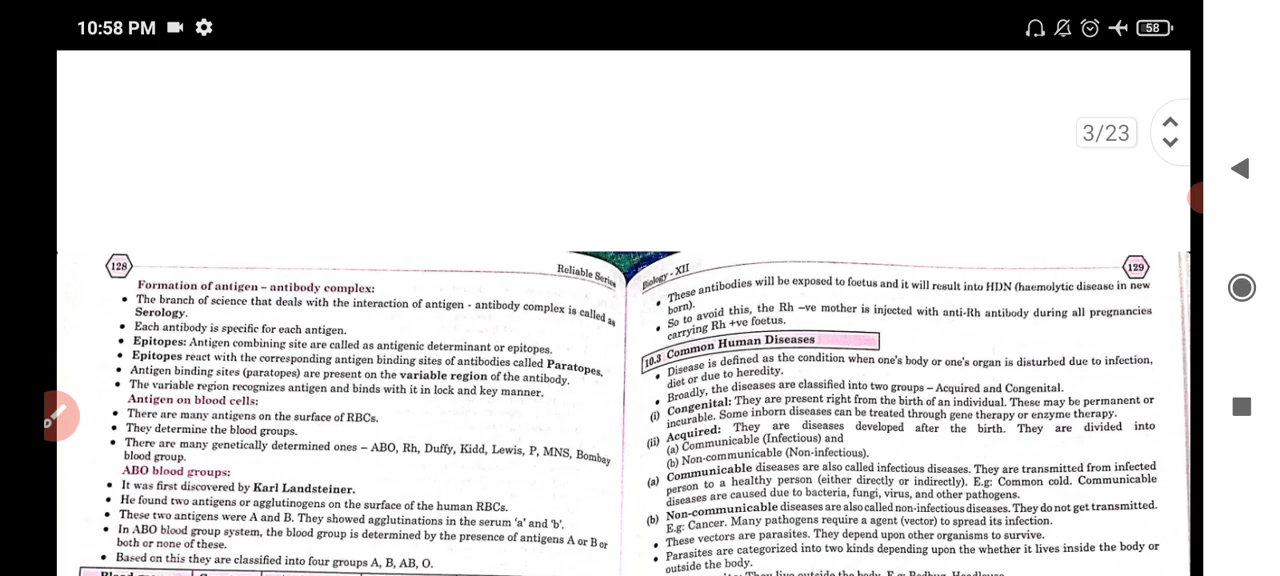 10:58 PM
58
3/23
128
Reliable Series
Formation of antigen – antibody complex:
• The branch of science that deals with the interaction of antigen - antibody complex is called as
Serology.
• Each antibody is specific for each antigen.
• Epitopes: Antigen combining site are called as antigenic determinant or epitopes.
• Epitopes react with the corresponding antigen binding sites of antibodies called Paratopes.
• Antigen binding sites (paratopes) are present on the variable region of the antibody.
• The variable region recognizes antigen and binds with it in lock and key manner.
Antigen on blood cells:
• There are many antigens on the surface of RBCs.
• They determine the blood groups.
• There are many genetically determined ones – ABO, Rh, Duffy, Kidd, Lewis, P, MNS, Bombay
blood group.
ABO blood groups:
• It was first discovered by Karl Landsteiner.
• He found two antigens or agglutinogens on the surface of the human RBCs.
• These two antigens were A and B. They showed agglutinations in the serum 'a' and 'b'.
• In ABO blood group system, the blood group is determined by the presence of antigens A or B or
both or none of these.
• Based on this they are classified into four groups A, B, AB, O.
Biology - XII
129
• These antibodies will be exposed to foetus and it will result into HDN (haemolytic disease in new
born).
• So to avoid this, the Rh –ve mother is injected with anti-Rh antibody during all pregnancies
carrying Rh +ve foetus.
10.3 Common Human Diseases
• Disease is defined as the condition when one's body or one's organ is disturbed due to infection,
diet or due to heredity.
• Broadly, the diseases are classified into two groups – Acquired and Congenital.
(i) Congenital: They are present right from the birth of an individual. These may be permanent or
incurable. Some inborn diseases can be treated through gene therapy or enzyme therapy.
(ii) Acquired: They are diseases developed after the birth. They are divided into
(a) Communicable (Infectious) and
(b) Non-communicable (Non-infectious).
(a) Communicable diseases are also called infectious diseases. They are transmitted from infected
person to a healthy person (either directly or indirectly). E.g: Common cold. Communicable
diseases are caused due to bacteria, fungi, virus, and other pathogens.
(b) Non-communicable diseases are also called non-infectious diseases. They do not get transmitted.
E.g: Cancer. Many pathogens require a agent (vector) to spread its infection.
• These vectors are parasites. They depend upon other organisms to survive.
• Parasites are categorized into two kinds depending upon the whether it lives inside the body or
outside the body.